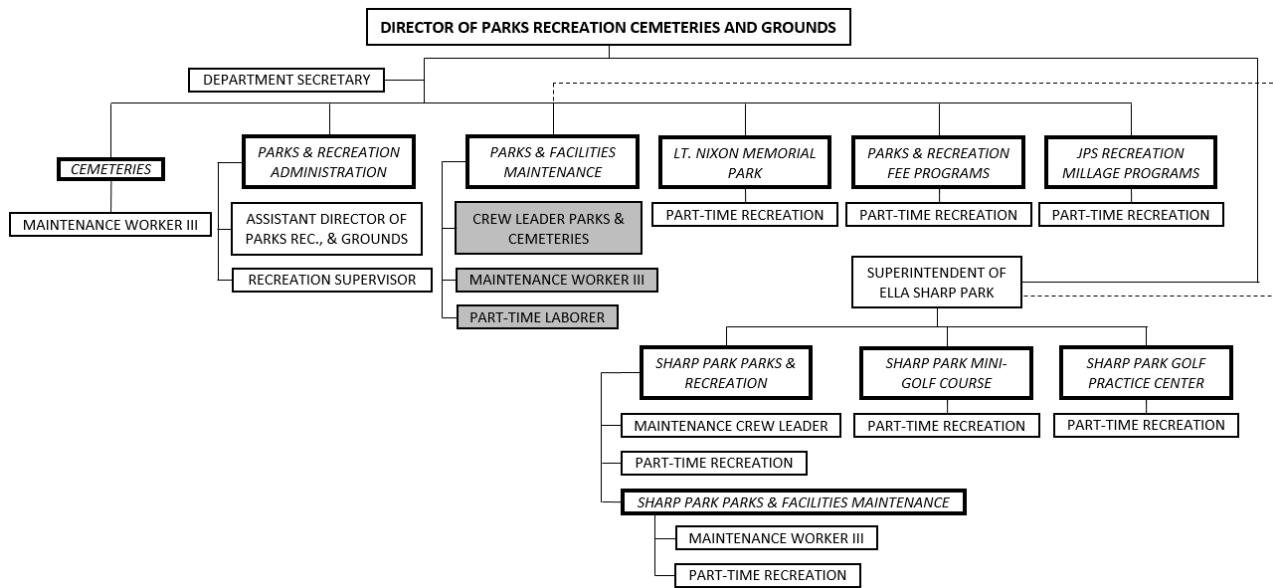 DIRECTOR OF PARKS RECREATION CEMETERIES AND GROUNDS
DEPARTMENT SECRETARY
CEMETERIES
MAINTENANCE WORKER III
PARKS & RECREATION
ADMINISTRATION
ASSISTANT DIRECTOR OF
PARKS REC., & GROUNDS
RECREATION SUPERVISOR
PARKS & FACILITIES
MAINTENANCE
CREW LEADER PARKS &
CEMETERIES
MAINTENANCE WORKER III
PART-TIME LABORER
LT. NIXON MEMORIAL
PARK
PART-TIME RECREATION
PARKS & RECREATION
FEE PROGRAMS
PART-TIME RECREATION
JPS RECREATION
MILLAGE PROGRAMS
PART-TIME RECREATION
SUPERINTENDENT OF
ELLA SHARP PARK
SHARP PARK PARKS &
RECREATION
MAINTENANCE CREW LEADER
PART-TIME RECREATION
SHARP PARK PARKS & FACILITIES MAINTENANCE
MAINTENANCE WORKER III
PART-TIME RECREATION
SHARP PARK MINI-
GOLF COURSE
PART-TIME RECREATION
SHARP PARK GOLF
PRACTICE CENTER
PART-TIME RECREATION